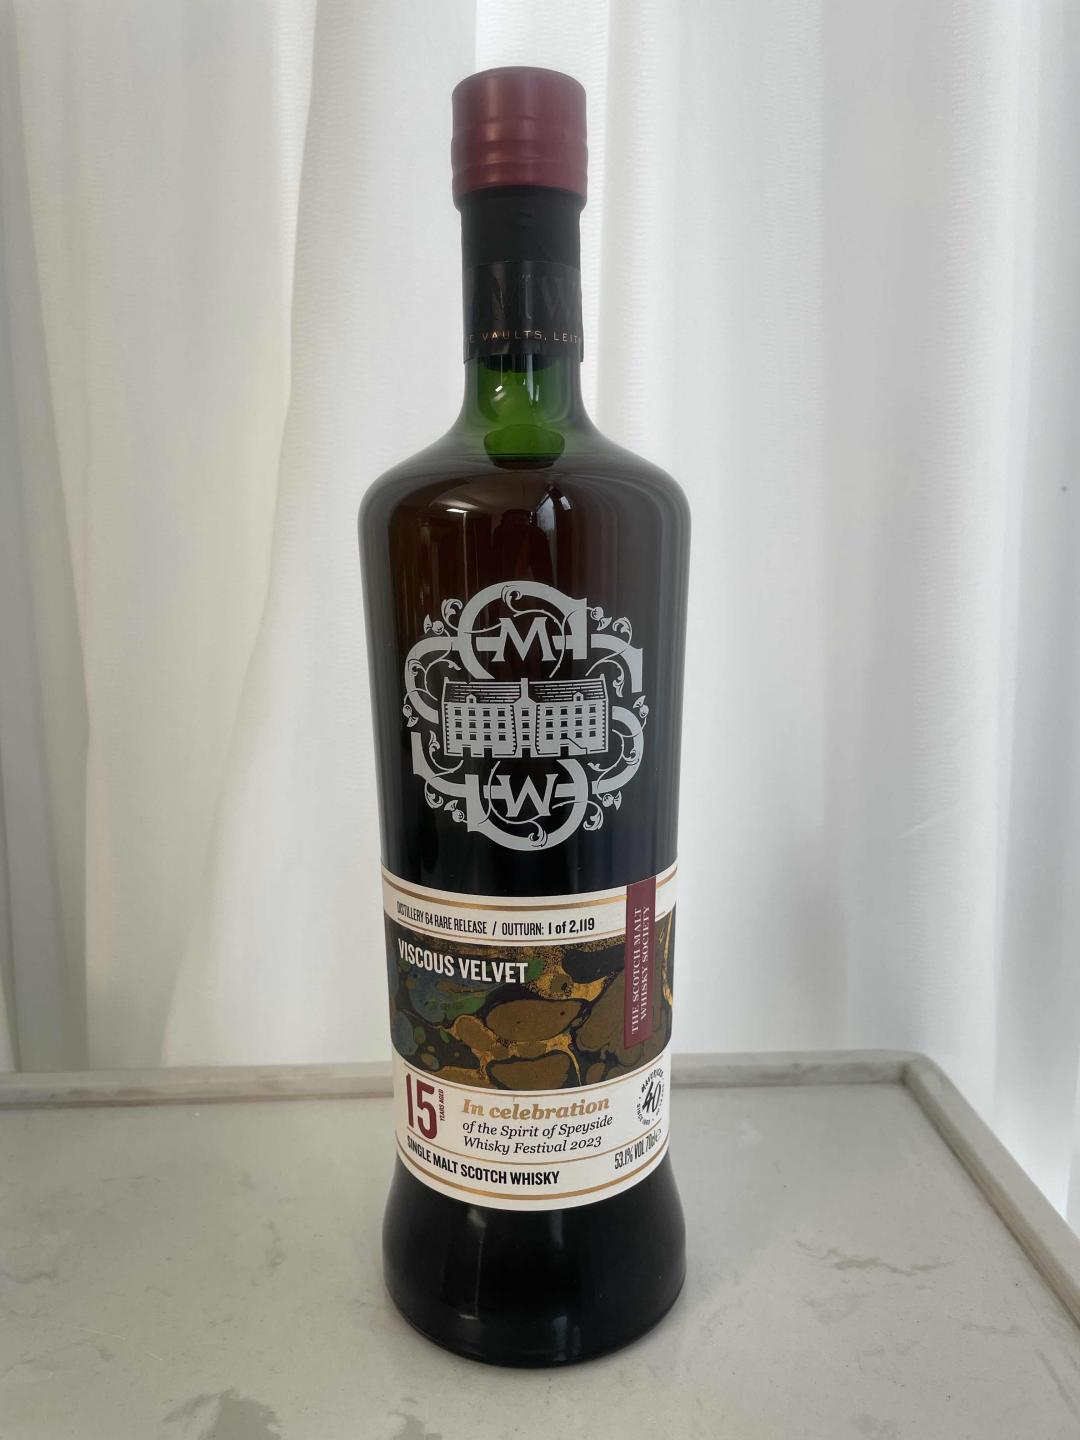 MW
E VAULTS, LEIT
M
W
DISTILLERY 64 RARE RELEASE / OUTTURN: 1 of 2,119
VISCOUS VELVET
THE SCOTCH MALT
WHISKY SOCIETY
15
YEARS AGED
In celebration
of the Spirit of Speyside
Whisky Festival 2023
40
SINGLE MALT SCOTCH WHISKY
53.1% VOL 70cl e